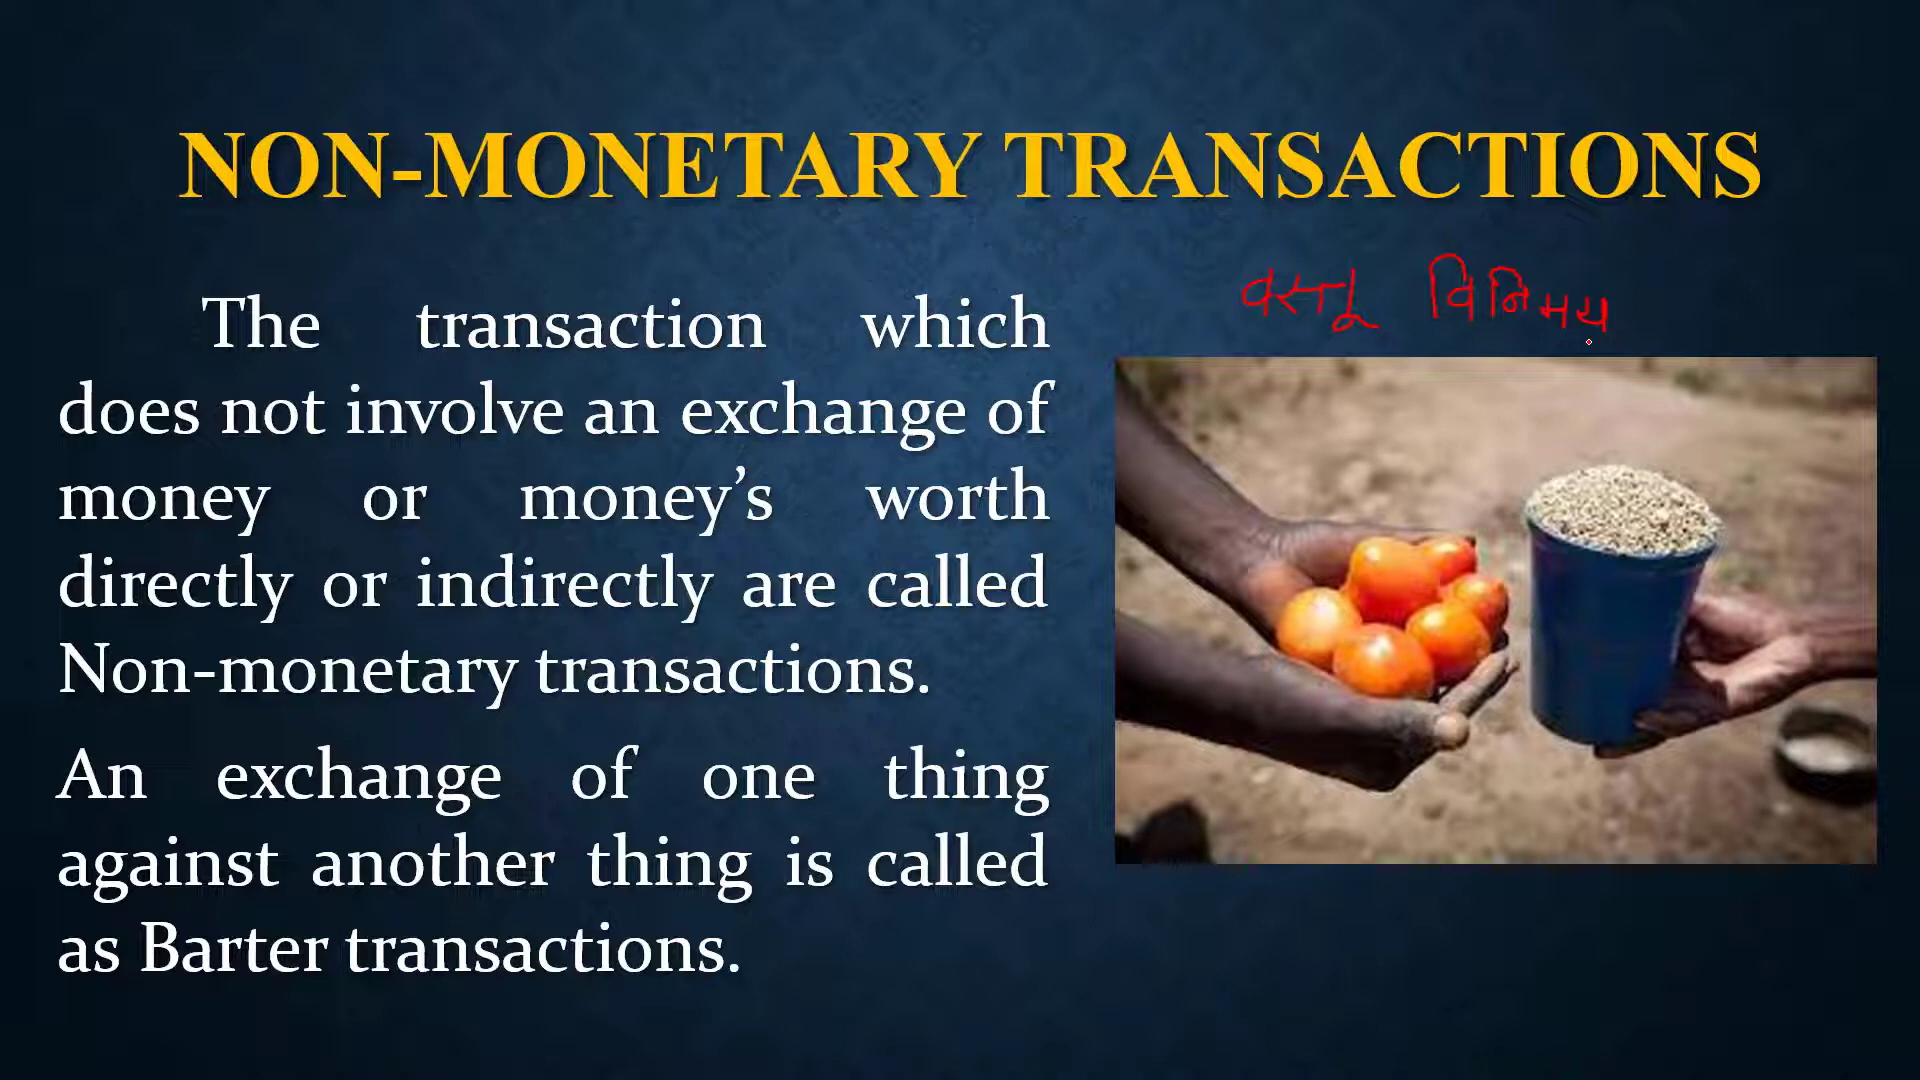 NON-MONETARY TRANSACTIONS
वस्तू विनिमय
The transaction which
does not involve an exchange of
money or money’s worth
directly or indirectly are called
Non-monetary transactions.
An exchange of one thing
against another thing is called
as Barter transactions.